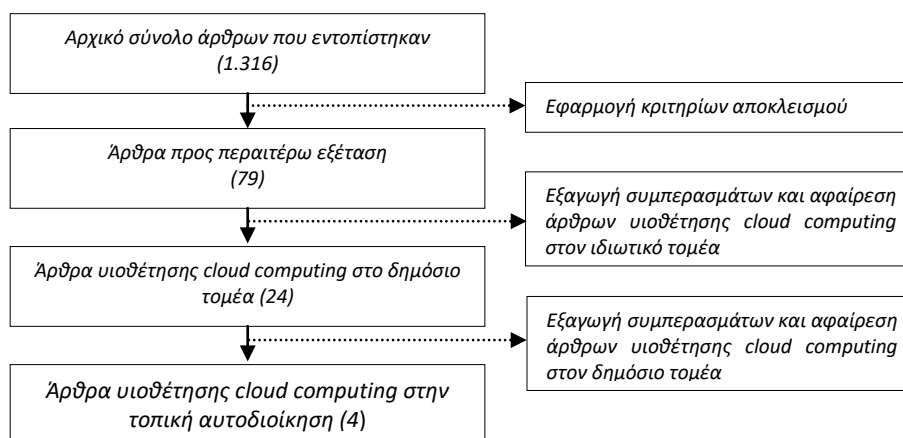 Αρχικό σύνολο άρθρων που εντοπίστηκαν
(1.316)
Εφαρμογή κριτηρίων αποκλεισμού
Άρθρα προς περαιτέρω εξέταση
(79)
Εξαγωγή συμπερασμάτων και αφαίρεση
άρθρων υιοθέτησης cloud computing
στον ιδιωτικό τομέα
Άρθρα υιοθέτησης cloud computing στο δημόσιο
τομέα (24)
Εξαγωγή συμπερασμάτων και αφαίρεση
άρθρων υιοθέτησης cloud computing
στον δημόσιο τομέα
Άρθρα υιοθέτησης cloud computing στην
τοπική αυτοδιοίκηση (4)